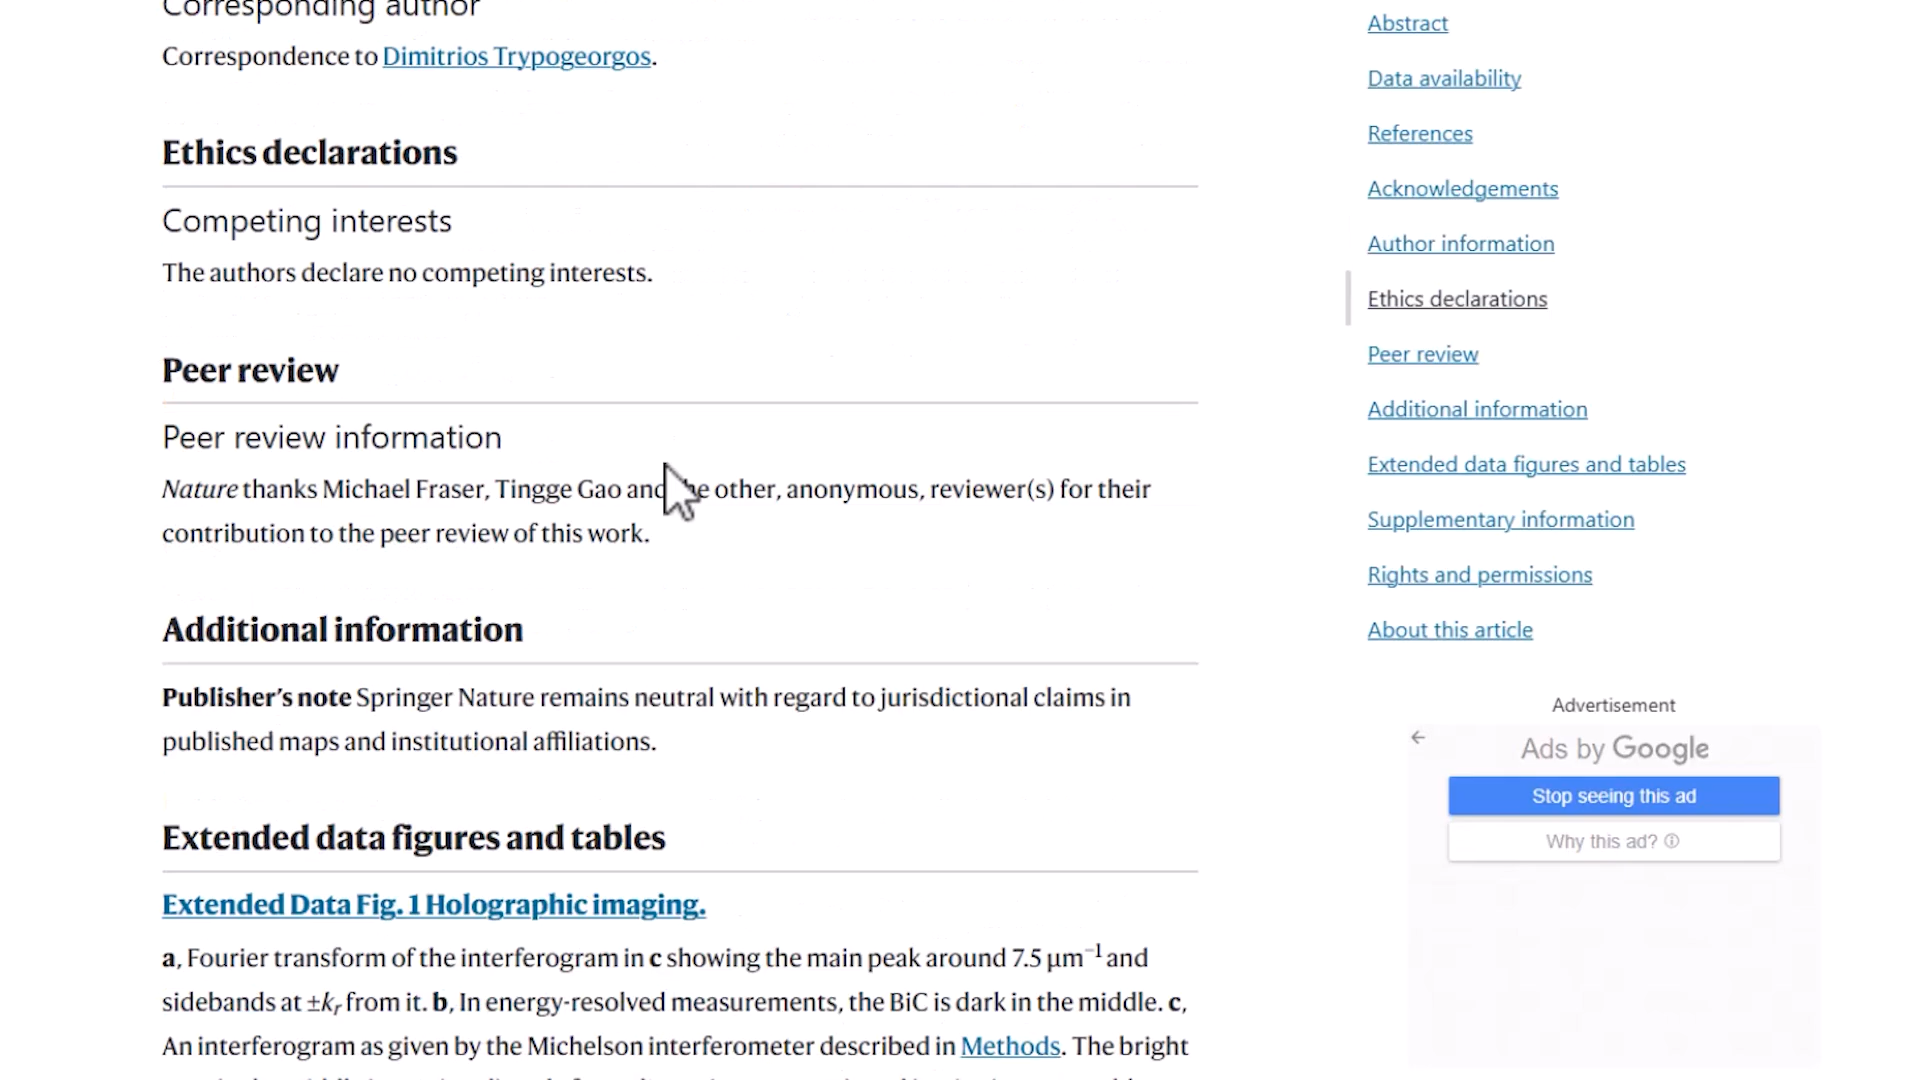 Corresponding author
Correspondence to Dimitrios Trypogeorgos.
Ethics declarations
Competing interests
The authors declare no competing interests.
Peer review
Peer review information
Nature thanks Michael Fraser, Tingge Gao and he other, anonymous, reviewer(s) for their
contribution to the peer review of this work.
Additional information
Publisher’s note Springer Nature remains neutral with regard to jurisdictional claims in
published maps and institutional affiliations.
Extended data figures and tables
Extended Data Fig. 1 Holographic imaging.
a, Fourier transform of the interferogram in c showing the main peak around 7.5 μm⁻¹ and
sidebands at ±kᵣ from it. b, In energy-resolved measurements, the BiC is dark in the middle. c,
An interferogram as given by the Michelson interferometer described in Methods. The bright
Abstract
Data availability
References
Acknowledgements
Author information
Ethics declarations
Peer review
Additional information
Extended data figures and tables
Supplementary information
Rights and permissions
About this article
Advertisement
Ads by Google
Stop seeing this ad
Why this ad?